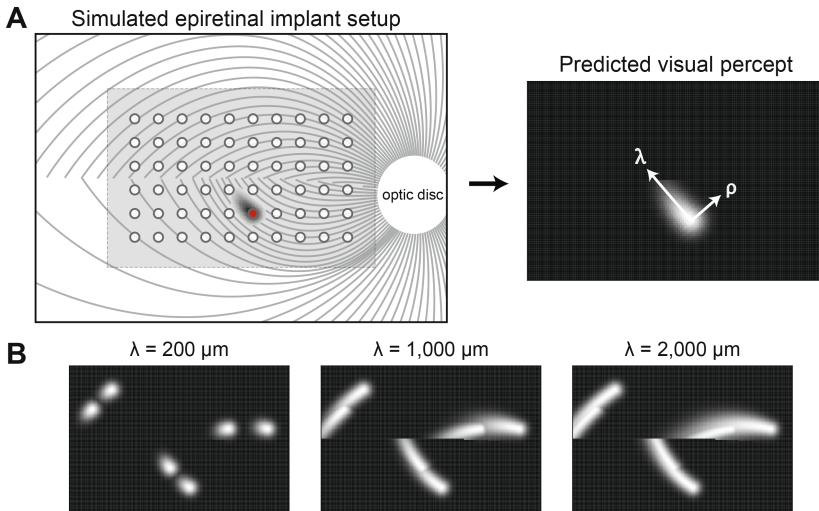 A
Simulated epiretinal implant setup
Predicted visual percept
λ
ρ
optic disc
B
λ = 200 μm
λ = 1,000 μm
λ = 2,000 μm